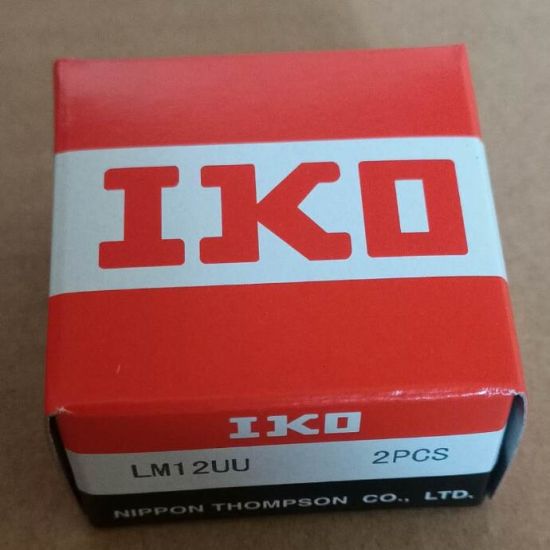 IKO
IKO
LM12UU 2PCS
NIPPON THOMPSON CO., LTD.